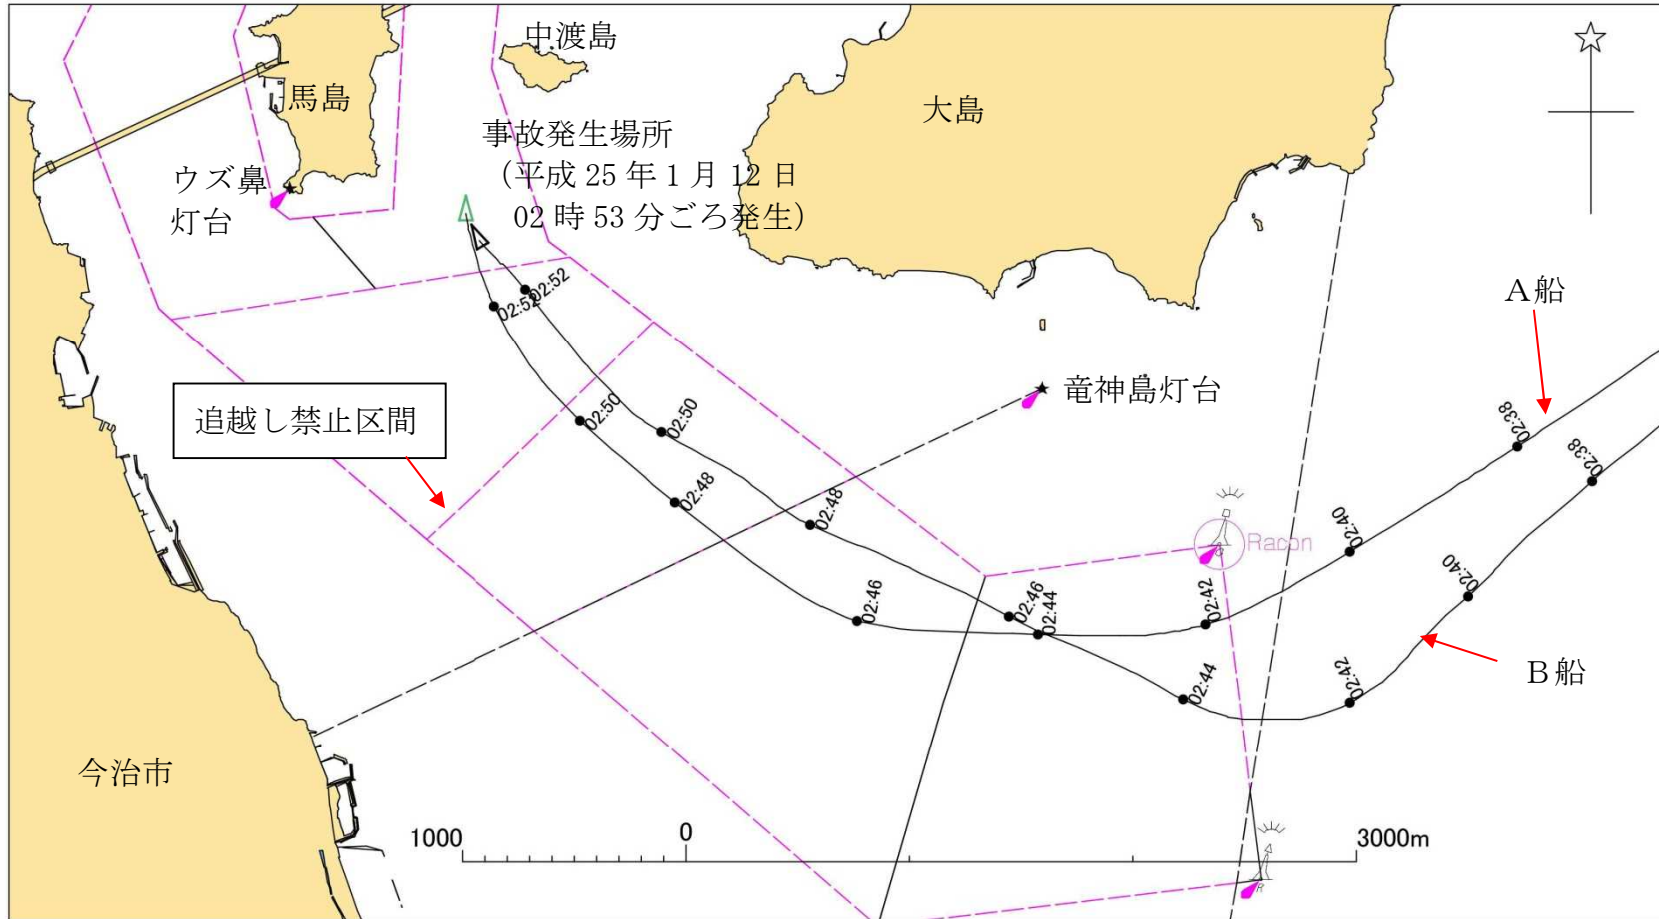 中渡島
馬島
大島
事故発生場所
（平成 25 年 1 月 12 日
02 時 53 分ごろ発生）
ウズ鼻
灯台
A船
02:52
02:52
追越し禁止区間
竜神島灯台
02:50
02:50
02:38
02:38
02:48
02:48
02:40
Racon
G
02:46
02:46
02:44
02:42
02:40
B船
02:44
02:42
今治市
1000
0
3000m
R